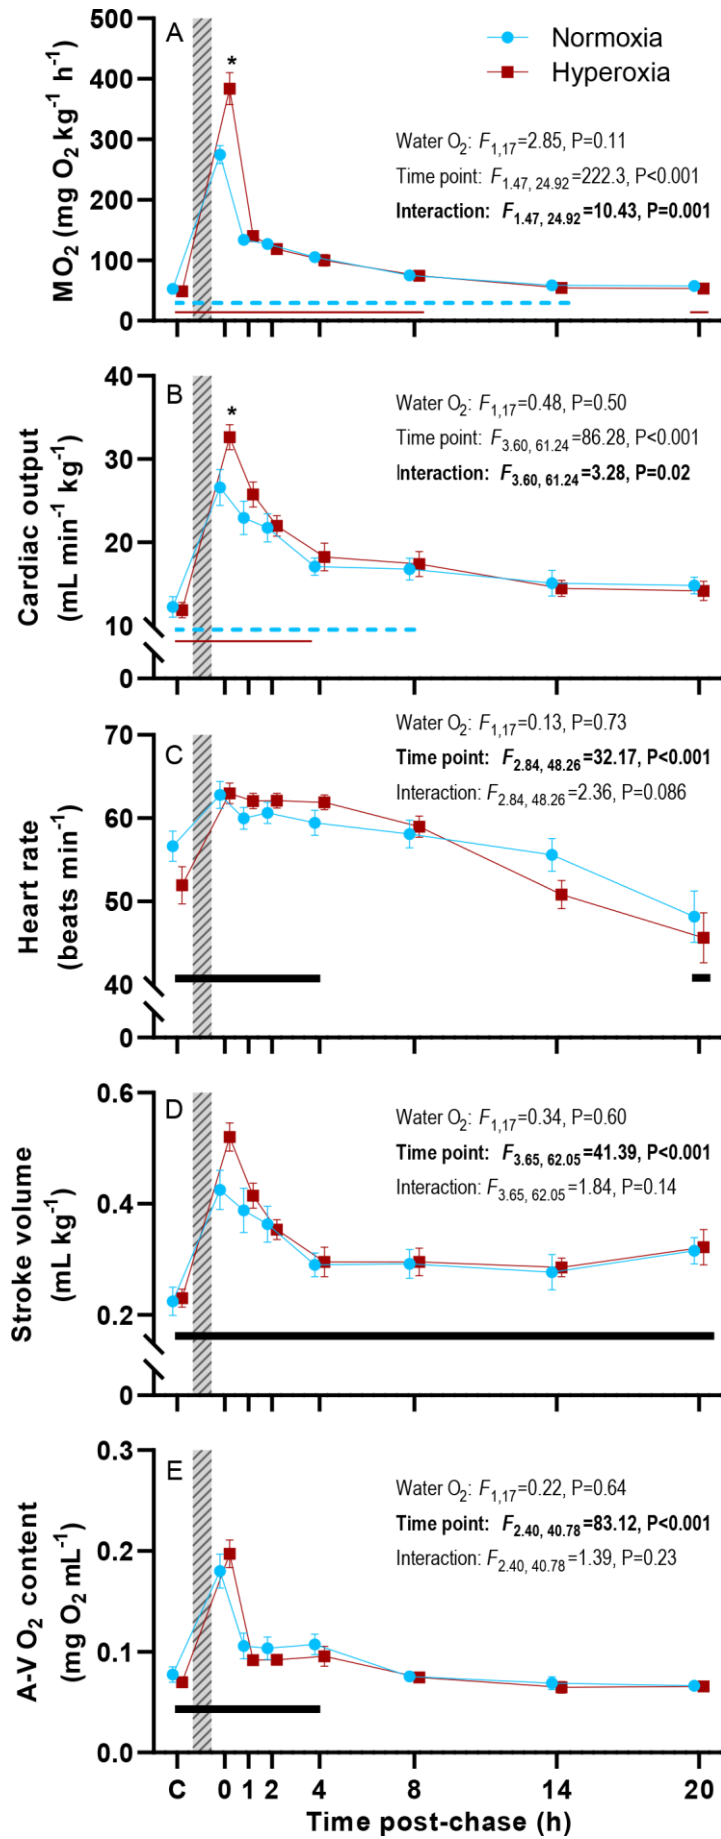 A
Normoxia
Hyperoxia
*
Water O₂: F₁,₁₇=2.85, P=0.11
Time point: F₁.₄₇, ₂₄.₉₂=222.3, P<0.001
Interaction: F₁.₄₇, ₂₄.₉₂=10.43, P=0.001
MO₂ (mg O₂ kg⁻¹ h⁻¹)
500
400
300
200
100
0
B
*
Water O₂: F₁,₁₇=0.48, P=0.50
Time point: F₃.₆₀, ₆₁.₂₄=86.28, P<0.001
Interaction: F₃.₆₀, ₆₁.₂₄=3.28, P=0.02
Cardiac output
(mL min⁻¹ kg⁻¹)
40
30
20
10
0
C
Water O₂: F₁,₁₇=0.13, P=0.73
Time point: F₂.₈₄, ₄₈.₂₆=32.17, P<0.001
Interaction: F₂.₈₄, ₄₈.₂₆=2.36, P=0.086
Heart rate
(beats min⁻¹)
70
60
50
40
0
D
Water O₂: F₁,₁₇=0.34, P=0.60
Time point: F₃.₆₅, ₆₂.₀₅=41.39, P<0.001
Interaction: F₃.₆₅, ₆₂.₀₅=1.84, P=0.14
Stroke volume
(mL kg⁻¹)
0.6
0.4
0.2
0
E
Water O₂: F₁,₁₇=0.22, P=0.64
Time point: F₂.₄₀, ₄₀.₇₈=83.12, P<0.001
Interaction: F₂.₄₀, ₄₀.₇₈=1.39, P=0.23
A-V O₂ content
(mg O₂ mL⁻¹)
0.3
0.2
0.1
0.0
C 0 1 2 4 8 14 20
Time post-chase (h)